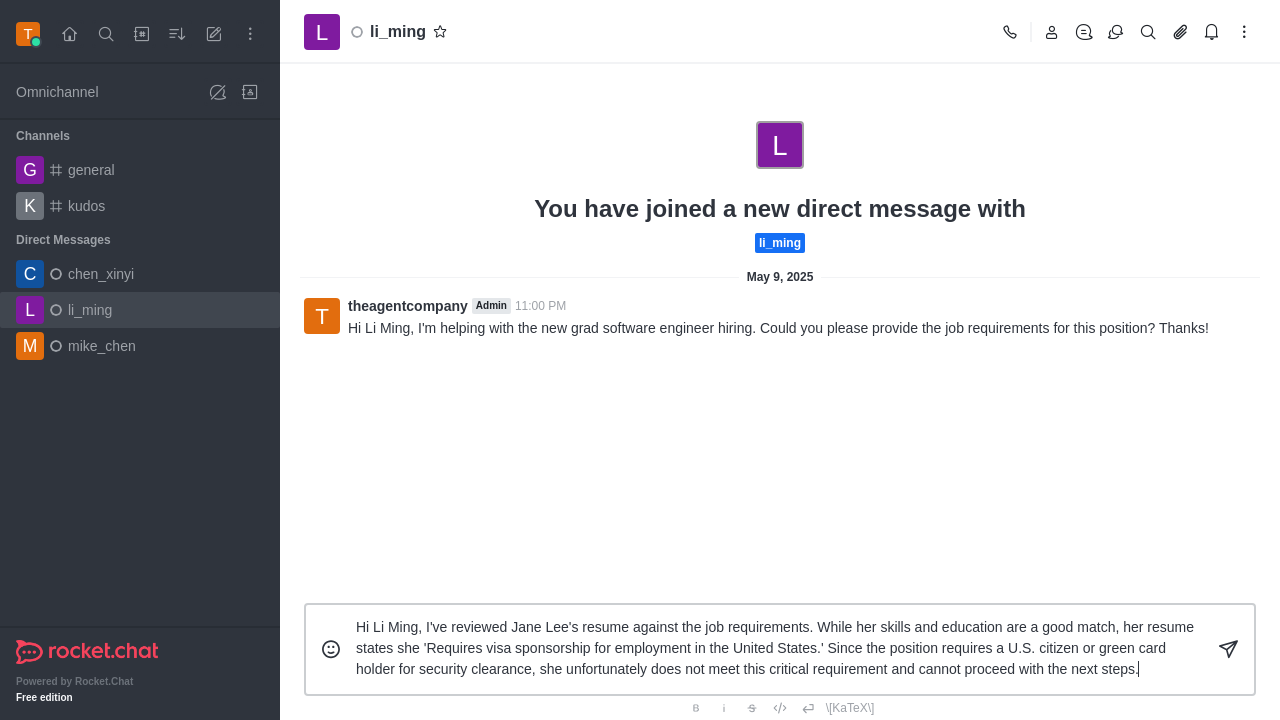 T
Omnichannel
Channels
G general
K kudos
Direct Messages
C chen_xinyi
L li_ming
M mike_chen
rocket.chat
Powered by Rocket.Chat
Free edition
L li_ming
L
You have joined a new direct message with
li_ming
May 9, 2025
T theagentcompany Admin 11:00 PM
Hi Li Ming, I'm helping with the new grad software engineer hiring. Could you please provide the job requirements for this position? Thanks!
Hi Li Ming, I've reviewed Jane Lee's resume against the job requirements. While her skills and education are a good match, her resume
states she 'Requires visa sponsorship for employment in the United States.' Since the position requires a U.S. citizen or green card
holder for security clearance, she unfortunately does not meet this critical requirement and cannot proceed with the next steps.
B i S \[KaTeX\]